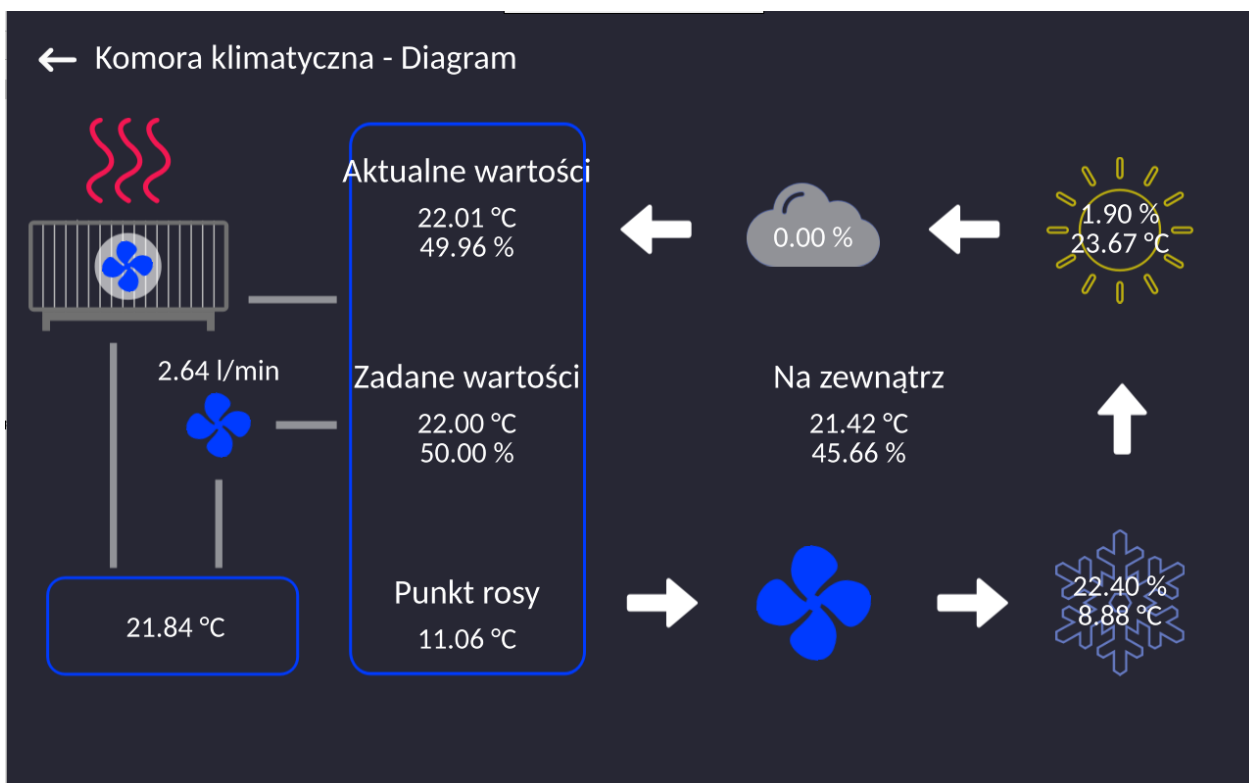 Komora klimatyczna - Diagram
Aktualne wartości
22.01 °C
49.96 %
0.00 %
1.90 %
23.67 °C
2.64 l/min
Zadane wartości
22.00 °C
50.00 %
Na zewnątrz
21.42 °C
45.66 %
21.84 °C
Punkt rosy
11.06 °C
22.40 %
8.88 °C